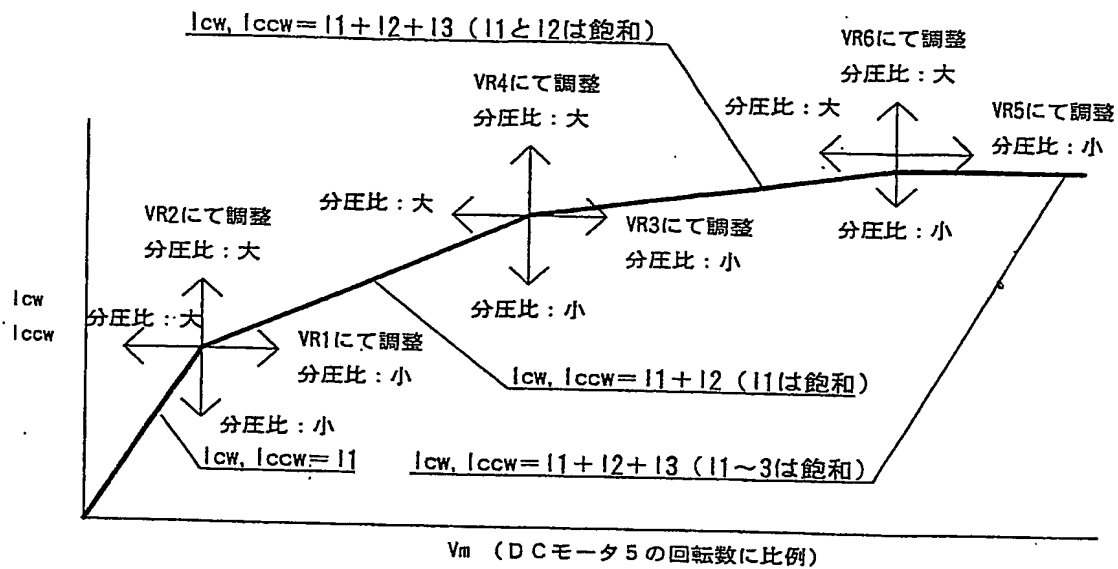 Icw, Iccw＝I1＋I2＋I3（I1とI2は飽和）
VR6にて調整
分圧比：大
VR4にて調整
分圧比：大
分圧比：大
VR5にて調整
分圧比：小
VR2にて調整
分圧比：大
分圧比：大
VR3にて調整
分圧比：小
分圧比：小
分圧比：小
Icw
Iccw
分圧比：大
VR1にて調整
分圧比：小
Icw, Iccw＝I1＋I2（I1は飽和）
分圧比：小
Icw, Iccw＝I1
Icw, Iccw＝I1＋I2＋I3（I1～3は飽和）
Vm （DCモータ5の回転数に比例）